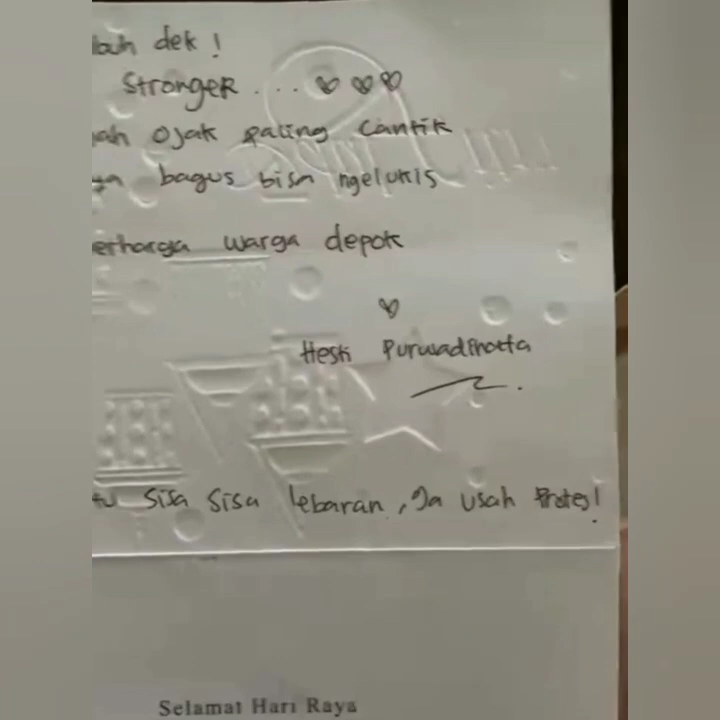 dek !
Stronger . . . ♡ ♡ ♡
ojak paling cantik
bagus bisa ngelukis
warga depok
♡
Hesti Purwadinata
sisa sisa lebaran , ga usah protes!
Selamat Hari Raya